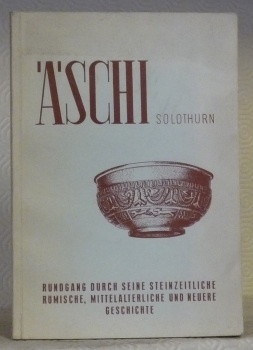 ÄSCHI SOLOTHURN
RUNDGANG DURCH SEINE STEINZEITLICHE
RÖMISCHE, MITTELALTERLICHE UND NEUERE
GESCHICHTE